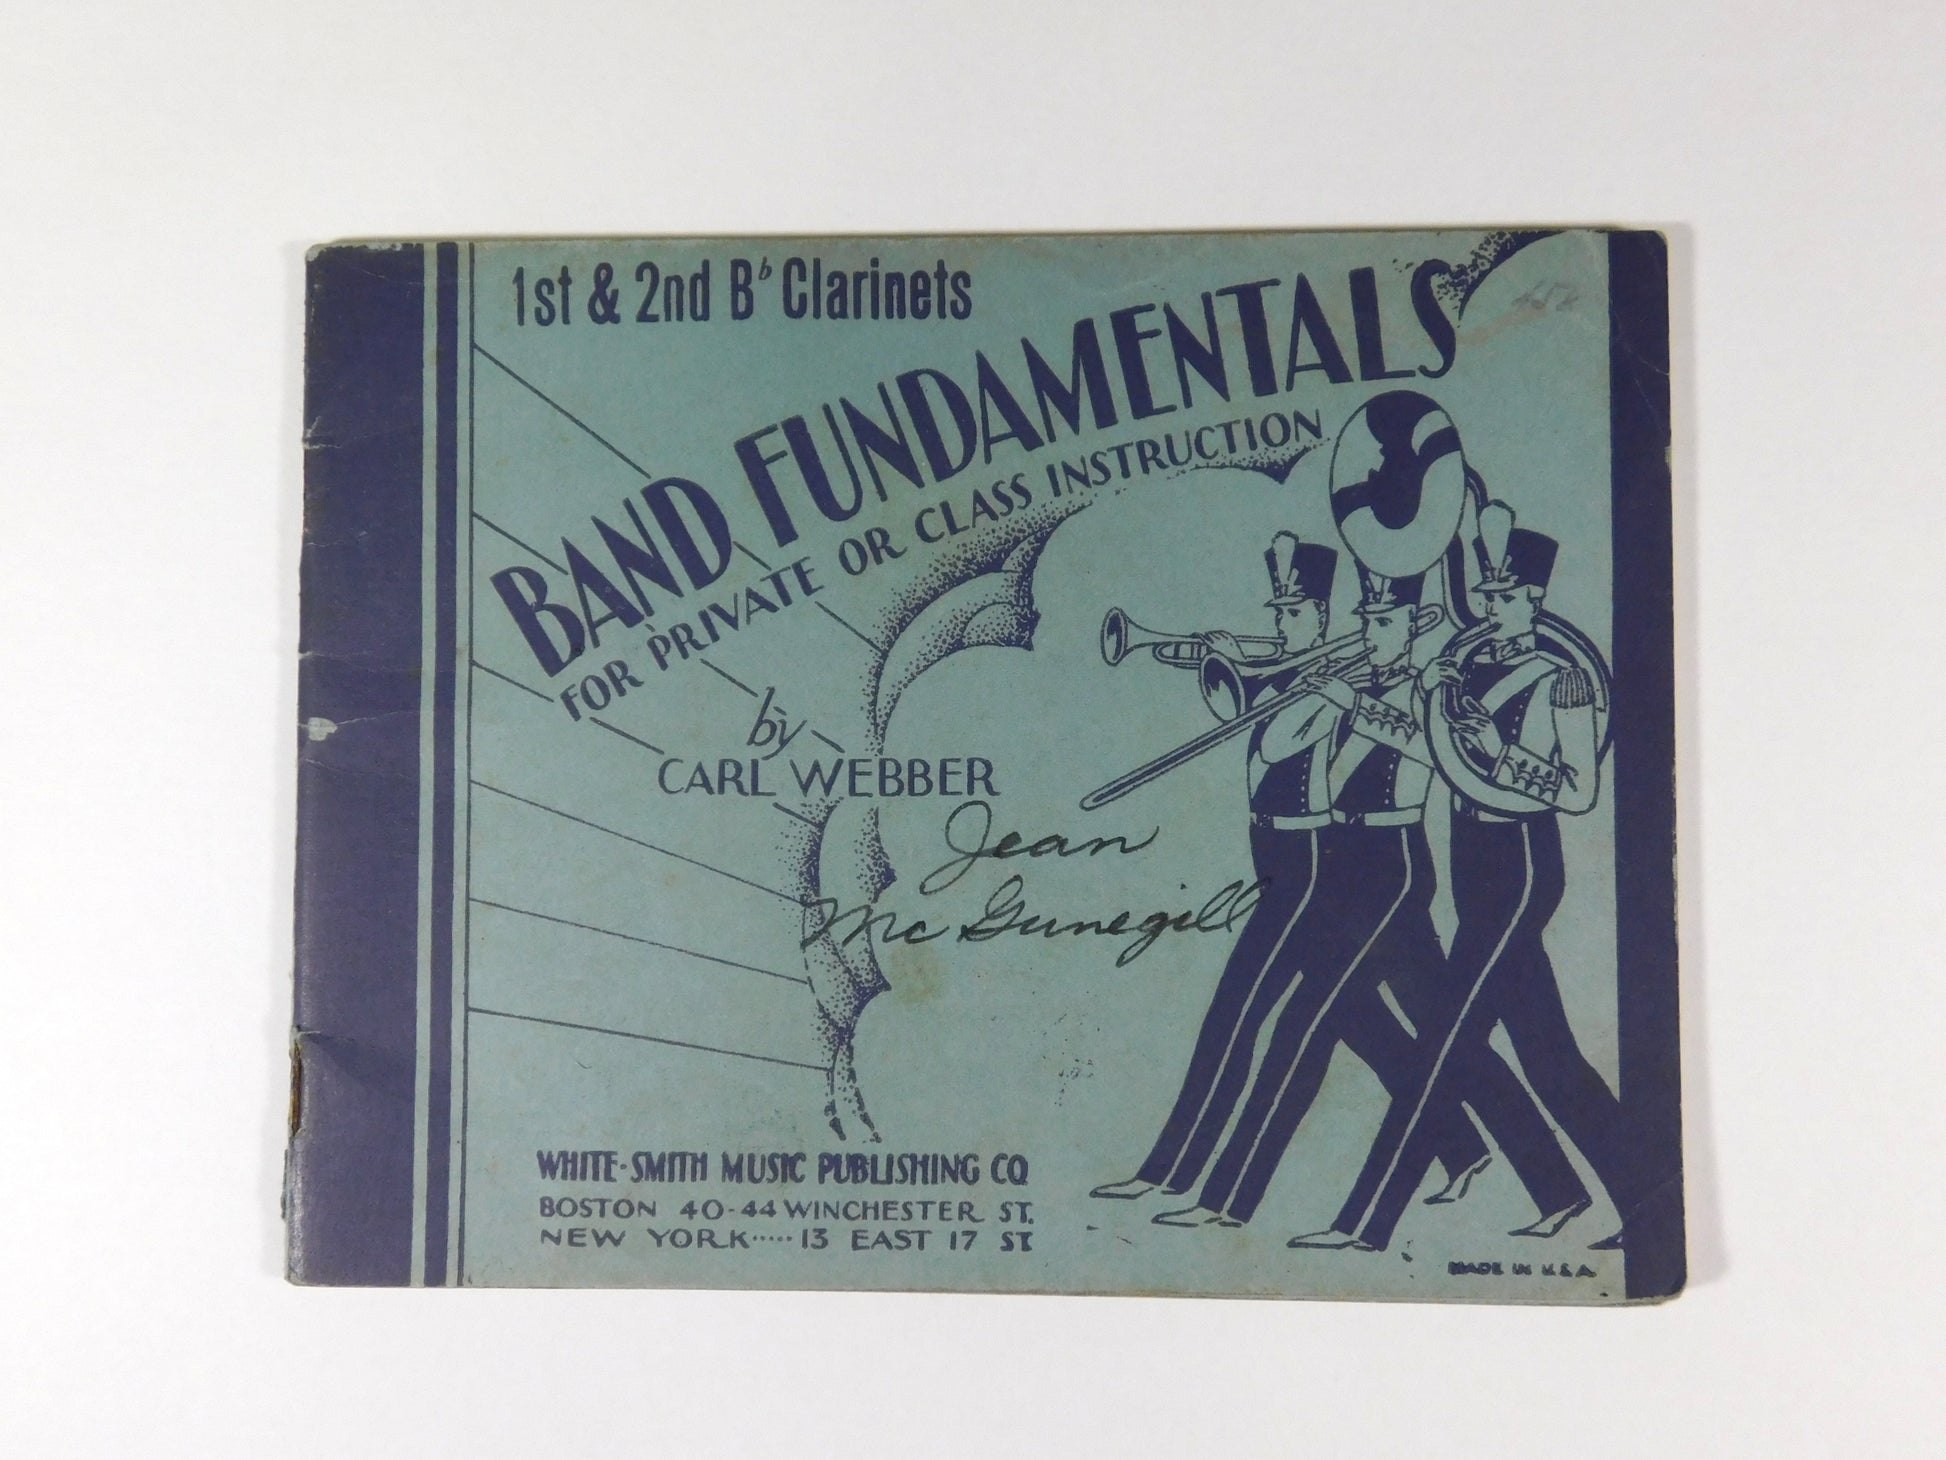 1st & 2nd B♭ Clarinets
BAND FUNDAMENTALS
FOR PRIVATE OR CLASS INSTRUCTION
by
CARL WEBBER
Jean
Mc Gunegill
WHITE-SMITH MUSIC PUBLISHING CO.
BOSTON 40-44 WINCHESTER ST.
NEW YORK.....13 EAST 17 ST.
MADE IN U.S.A.